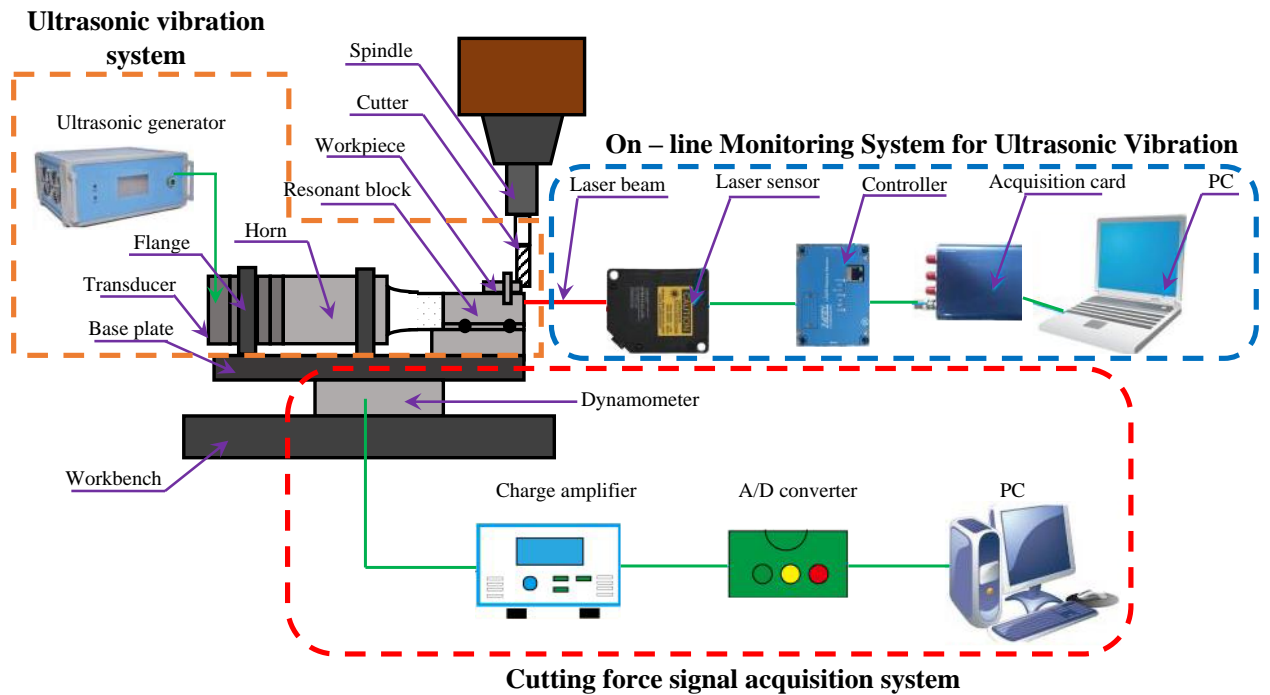 Ultrasonic vibration
system
Spindle
Cutter
Ultrasonic generator
Workpiece
Resonant block
Flange
Horn
Transducer
Base plate
On – line Monitoring System for Ultrasonic Vibration
Laser beam
Laser sensor
Controller
Acquisition card
PC
CAUTION
Dynamometer
Workbench
Charge amplifier
A/D converter
PC
Cutting force signal acquisition system